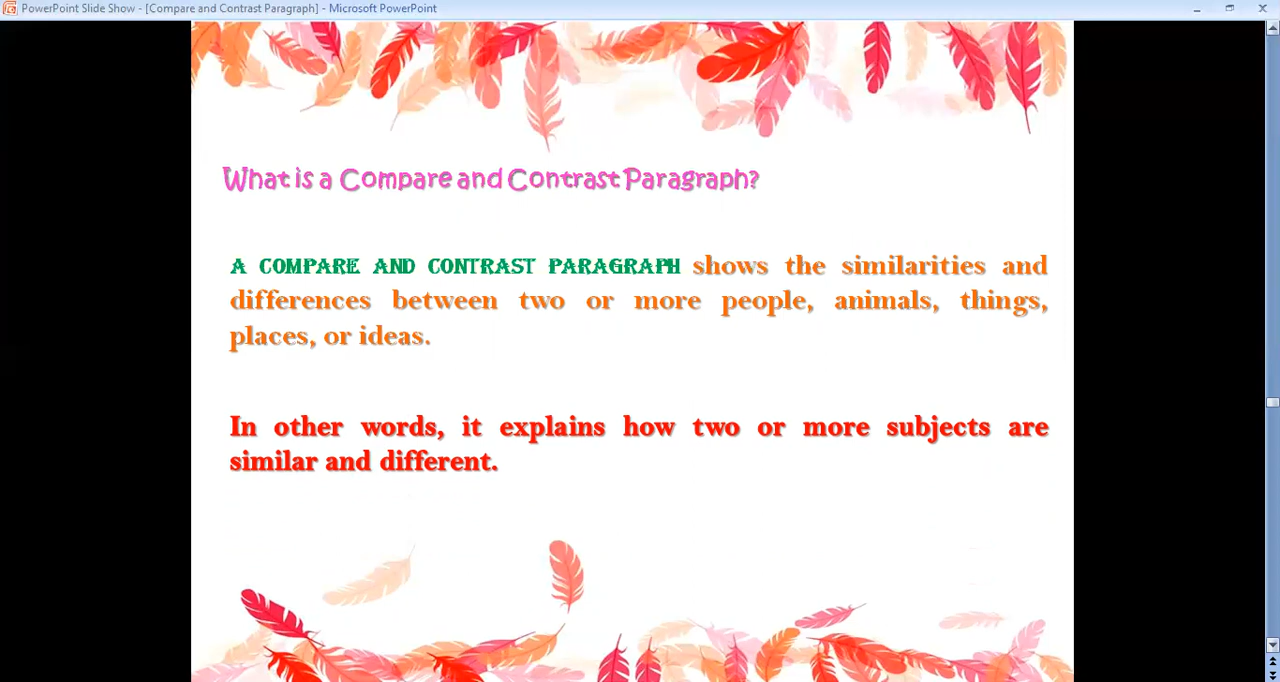 PowerPoint Slide Show - [Compare and Contrast Paragraph] - Microsoft PowerPoint
What is a Compare and Contrast Paragraph?
A COMPARE AND CONTRAST PARAGRAPH shows the similarities and
differences between two or more people, animals, things,
places, or ideas.
In other words, it explains how two or more subjects are
similar and different.